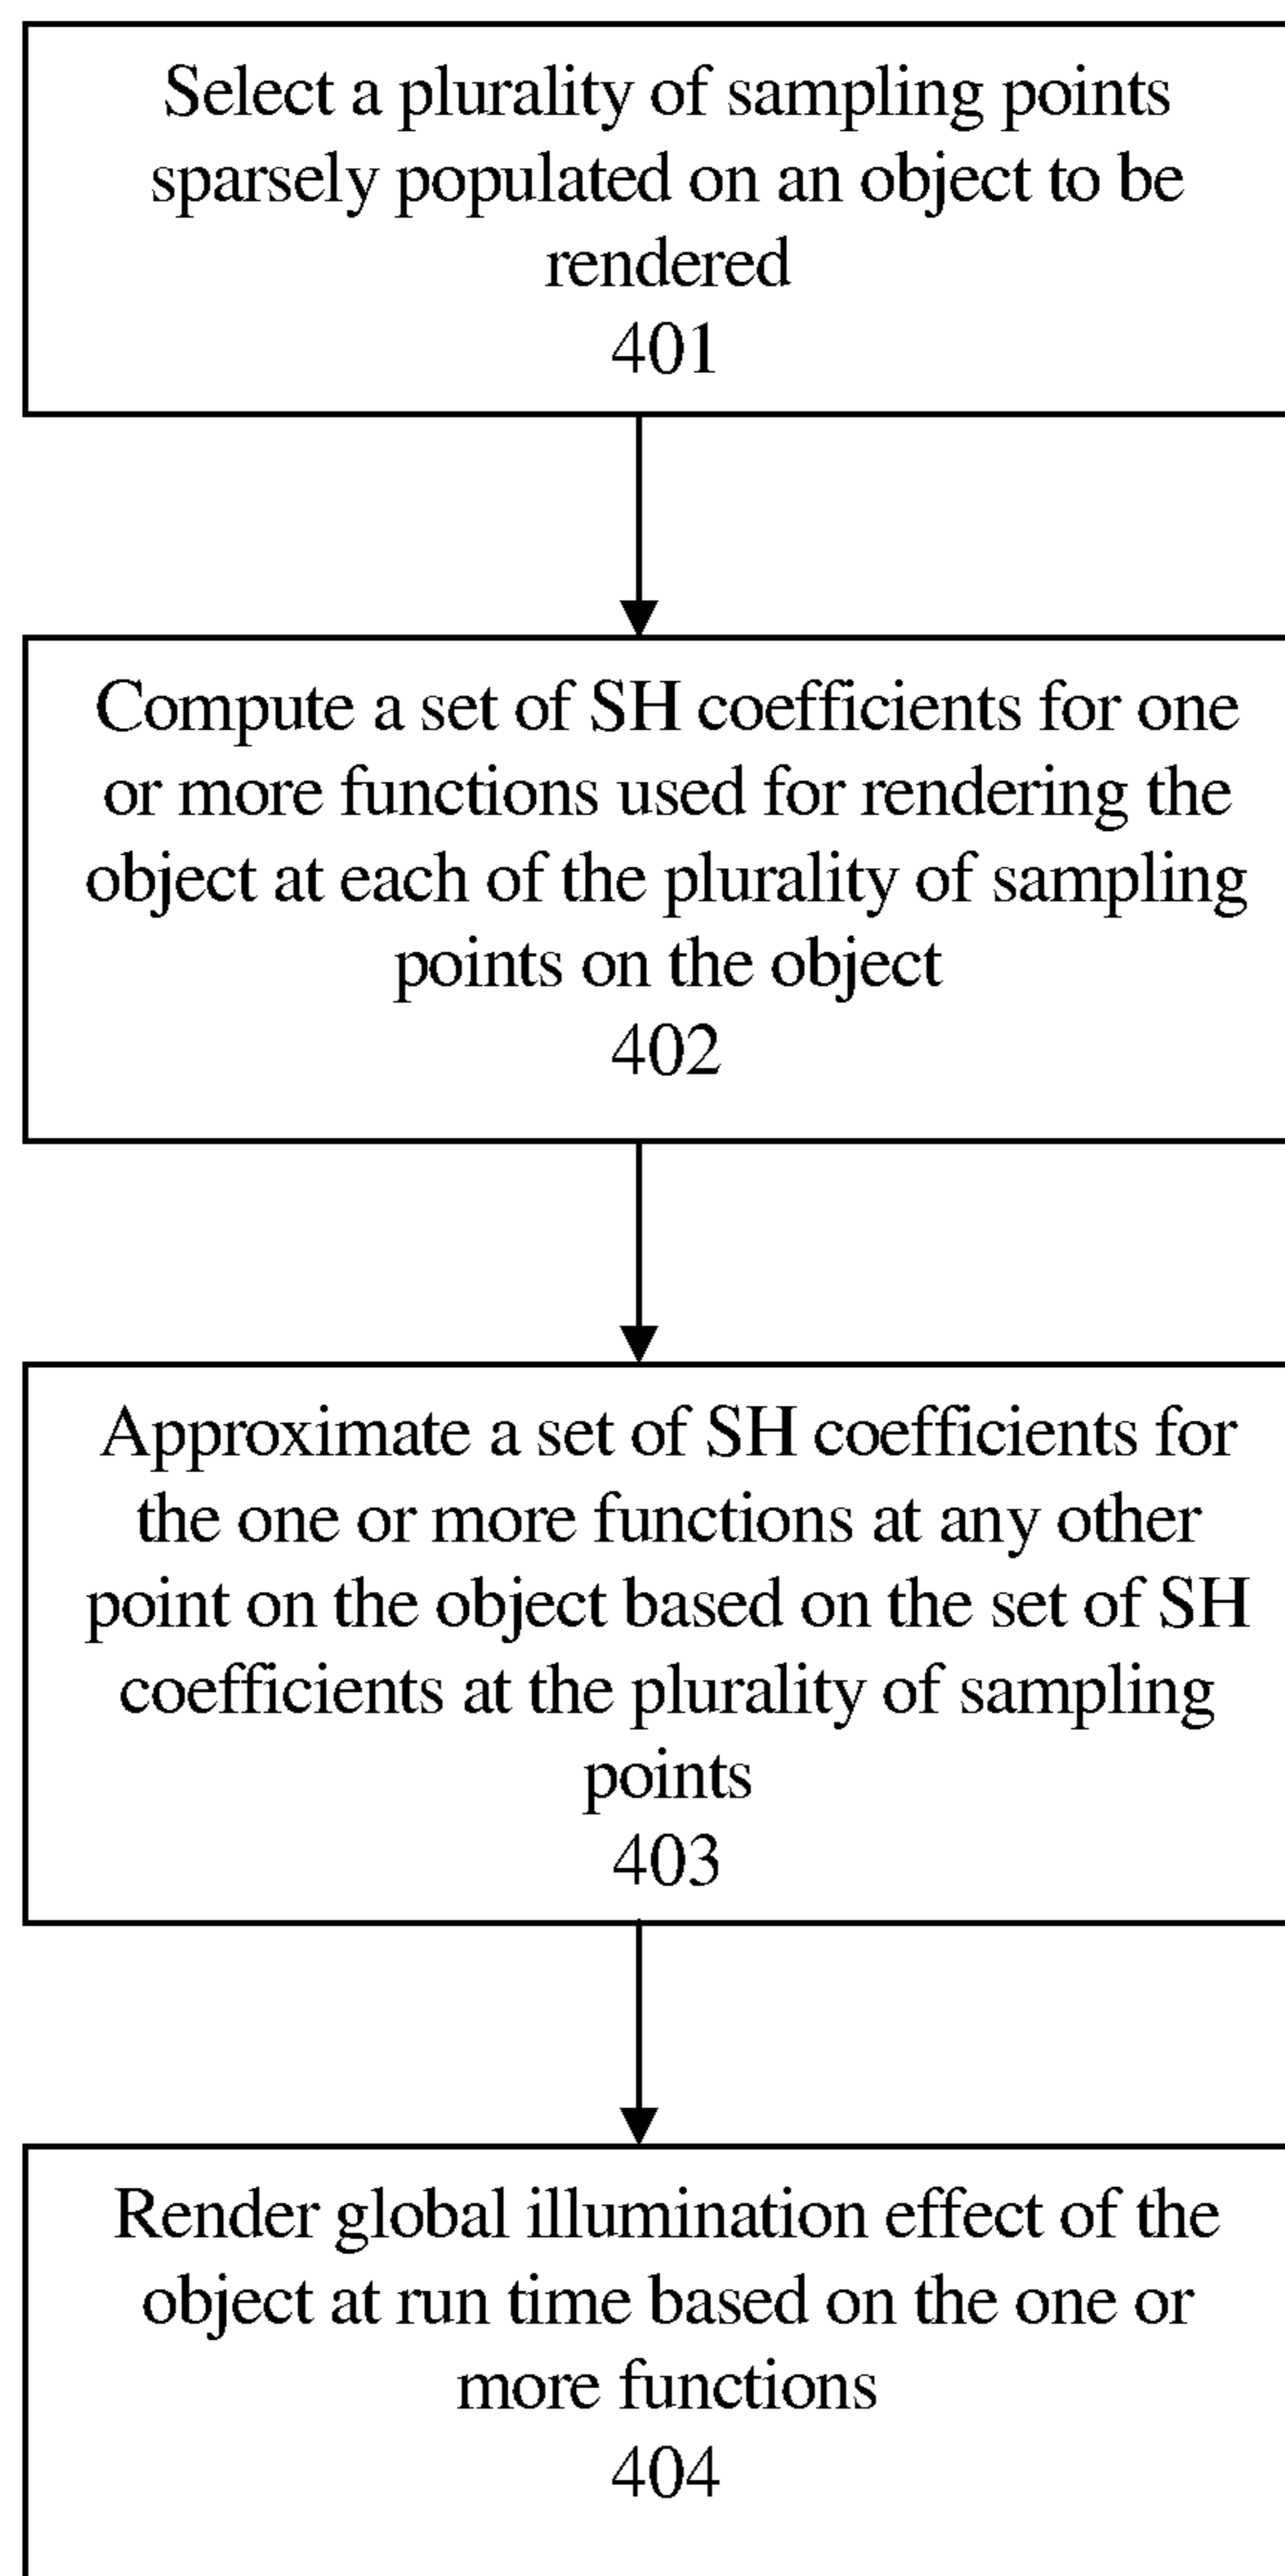 Select a plurality of sampling points
sparsely populated on an object to be
rendered
401
Compute a set of SH coefficients for one
or more functions used for rendering the
object at each of the plurality of sampling
points on the object
402
Approximate a set of SH coefficients for
the one or more functions at any other
point on the object based on the set of SH
coefficients at the plurality of sampling
points
403
Render global illumination effect of the
object at run time based on the one or
more functions
404